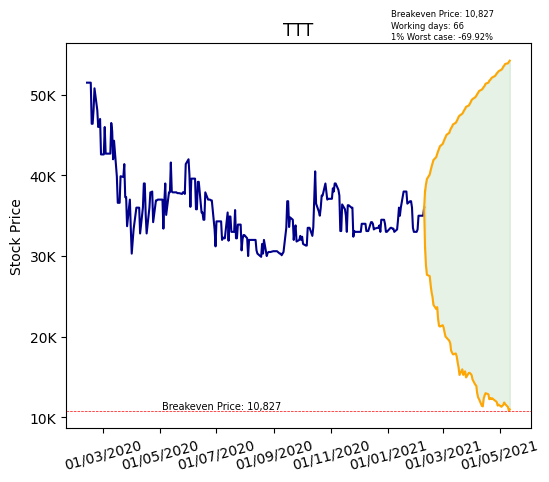 Breakeven Price: 10,827
Working days: 66
1% Worst case: -69.92%
TTT
Stock Price
50K
40K
30K
20K
10K
Breakeven Price: 10,827
01/03/2020
01/05/2020
01/07/2020
01/09/2020
01/11/2020
01/01/2021
01/03/2021
01/05/2021